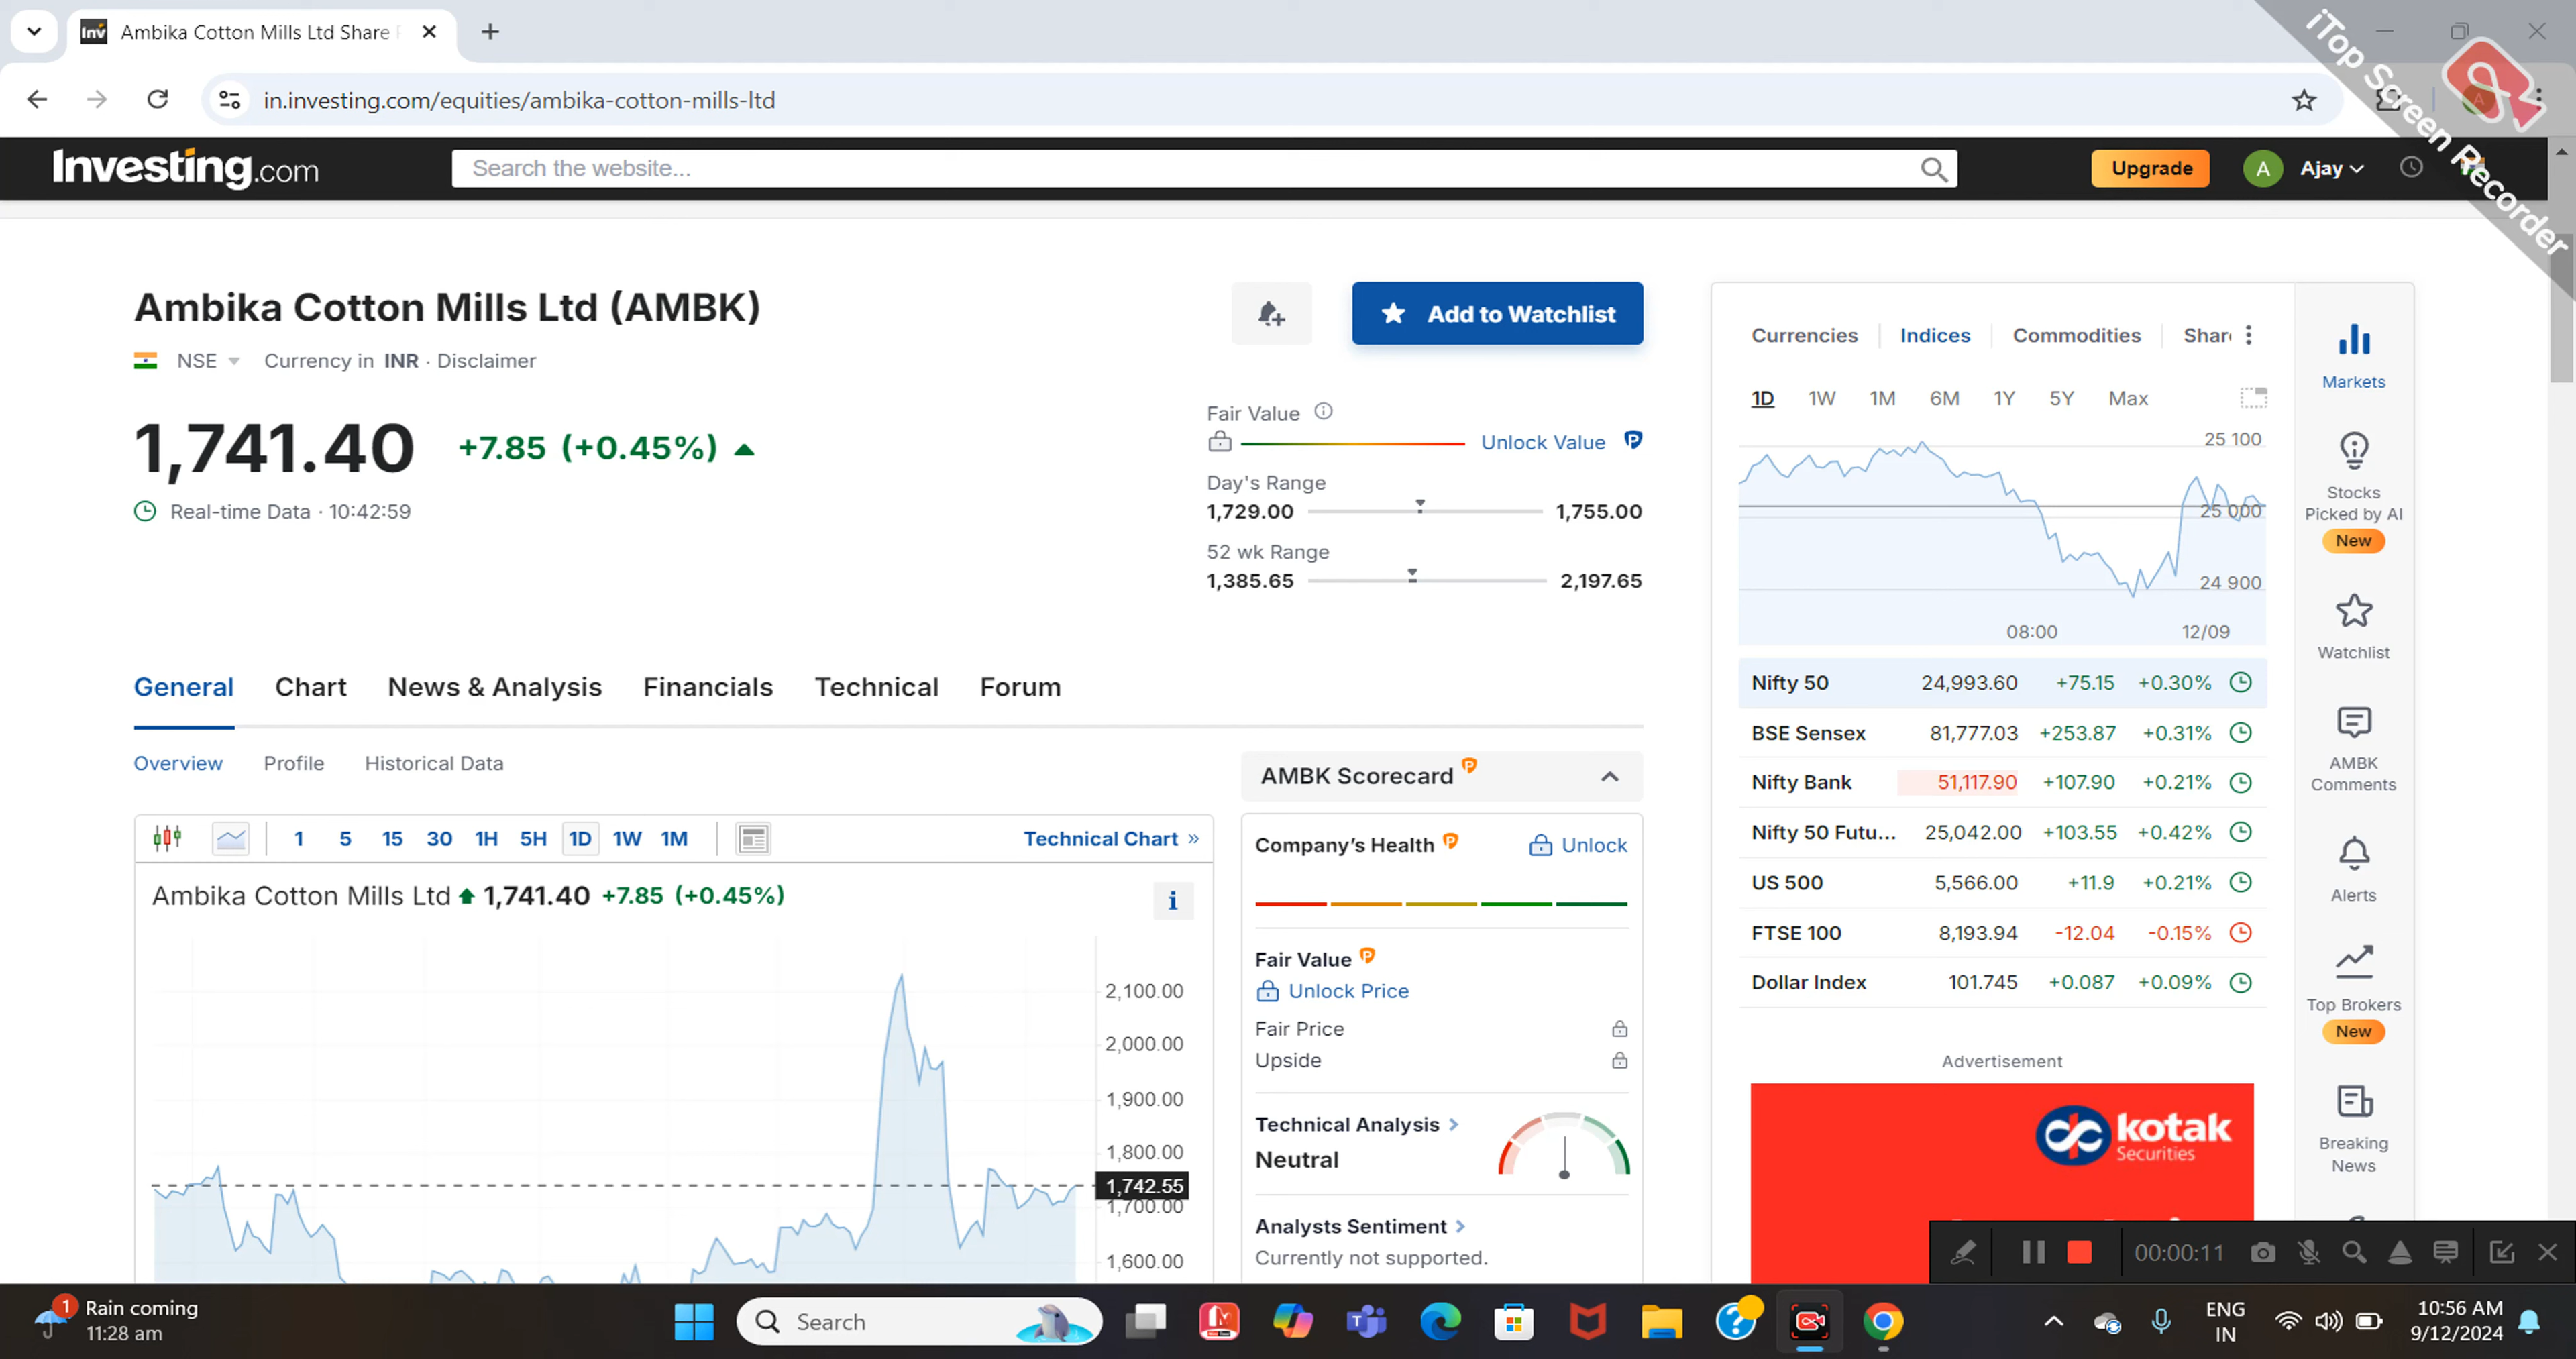 Ambika Cotton Mills Ltd Share
in.investing.com/equities/ambika-cotton-mills-ltd
iTop Screen Recorder
Investing.com
Search the website...
Upgrade
A
Ajay
Ambika Cotton Mills Ltd (AMBK)
NSE
Currency in INR · Disclaimer
1,741.40
+7.85 (+0.45%)
Real-time Data · 10:42:59
Add to Watchlist
Fair Value
Unlock Value
Day's Range
1,729.00
1,755.00
52 wk Range
1,385.65
2,197.65
General
Chart
News & Analysis
Financials
Technical
Forum
Overview
Profile
Historical Data
1
5
15
30
1H
5H
1D
1W
1M
Technical Chart »
Ambika Cotton Mills Ltd 1,741.40 +7.85 (+0.45%)
2,100.00
2,000.00
1,900.00
1,800.00
1,742.55
1,700.00
1,600.00
AMBK Scorecard
Company's Health
Unlock
Fair Value
Unlock Price
Fair Price
Upside
Technical Analysis
Neutral
Analysts Sentiment
Currently not supported.
Currencies
Indices
Commodities
Shar
1D
1W
1M
6M
1Y
5Y
Max
25 100
25 000
24 900
08:00
12/09
Nifty 50 24,993.60 +75.15 +0.30%
BSE Sensex 81,777.03 +253.87 +0.31%
Nifty Bank 51,117.90 +107.90 +0.21%
Nifty 50 Futu... 25,042.00 +103.55 +0.42%
US 500 5,566.00 +11.9 +0.21%
FTSE 100 8,193.94 -12.04 -0.15%
Dollar Index 101.745 +0.087 +0.09%
Advertisement
kotak
Securities
Markets
Stocks
Picked by AI
New
Watchlist
AMBK
Comments
Alerts
Top Brokers
New
Breaking
News
00:00:11
1
Rain coming
11:28 am
Search
ENG
IN
10:56 AM
9/12/2024